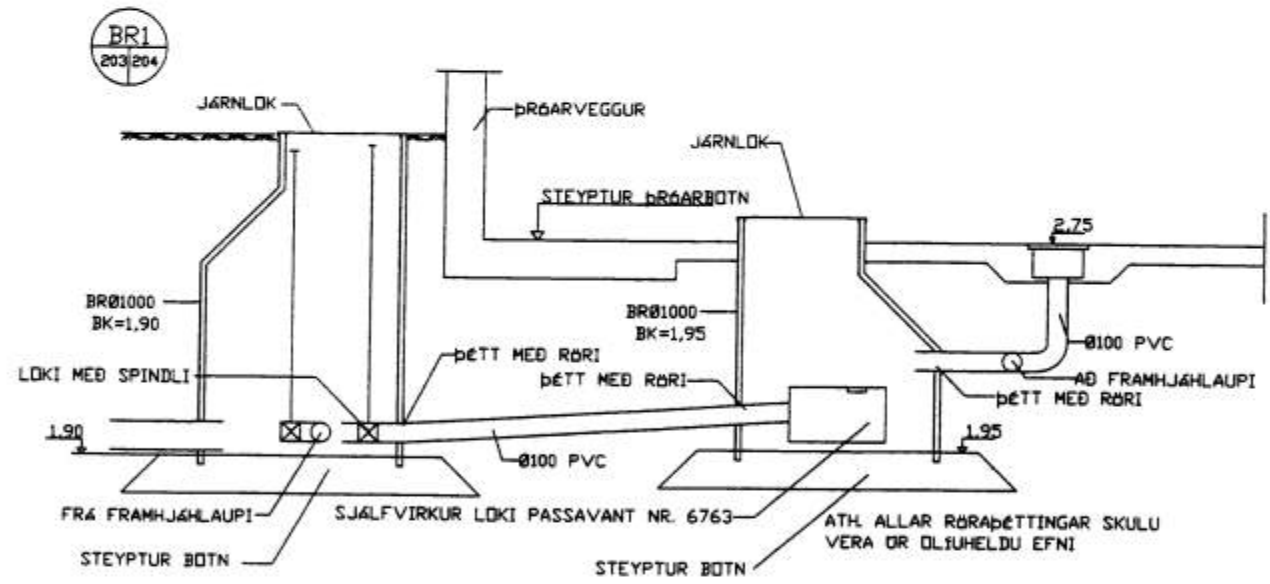 BR1
203 204
JÁRNLOK
ÞRÓARVEGGUR
JÁRNLOK
STEYPTUR ÞRÓARBOTN
2.75
BRØ1000
BK=1,90
BRØ1000
BK=1,95
Ø100 PVC
ÞÉTT MEÐ RÖRI
LOKI MEÐ SPINDLI
ÞÉTT MEÐ RÖRI
AÐ FRAMHJÁHLAUPI
ÞÉTT MEÐ RÖRI
1.90
1.95
Ø100 PVC
FRÁ FRAMHJÁHLAUPI
SJÁLFVIRKUR LOKI PASSAVANT NR. 6763
ATH. ALLAR RÖRAÞÉTTINGAR SKULU
VERA ÚR OLÍUHELDU EFNI
STEYPTUR BOTN
STEYPTUR BOTN